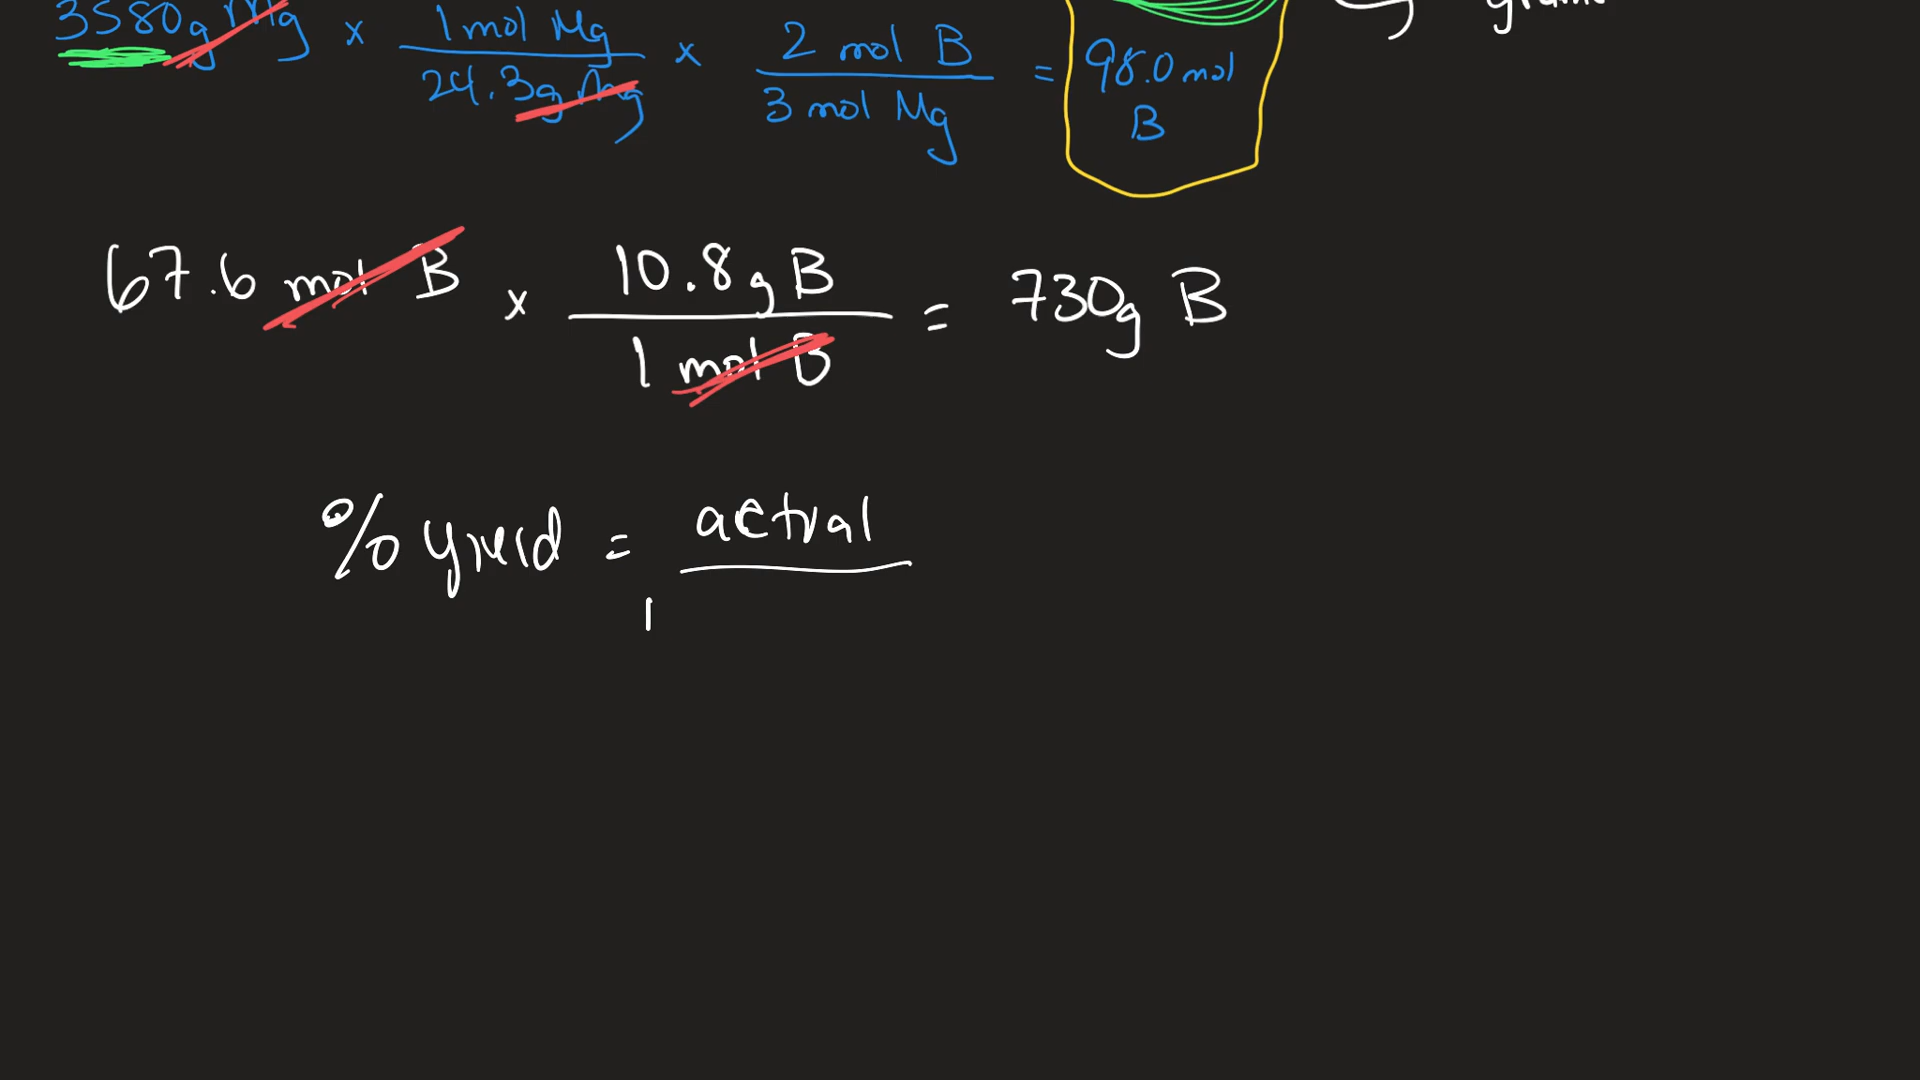 3580g Mg x 1 mol Mg / 24.3g Mg x 2 mol B / 3 mol Mg = 98.0 mol B
67.6 mol B x 10.8g B / 1 mol B = 730g B
% yield = actual